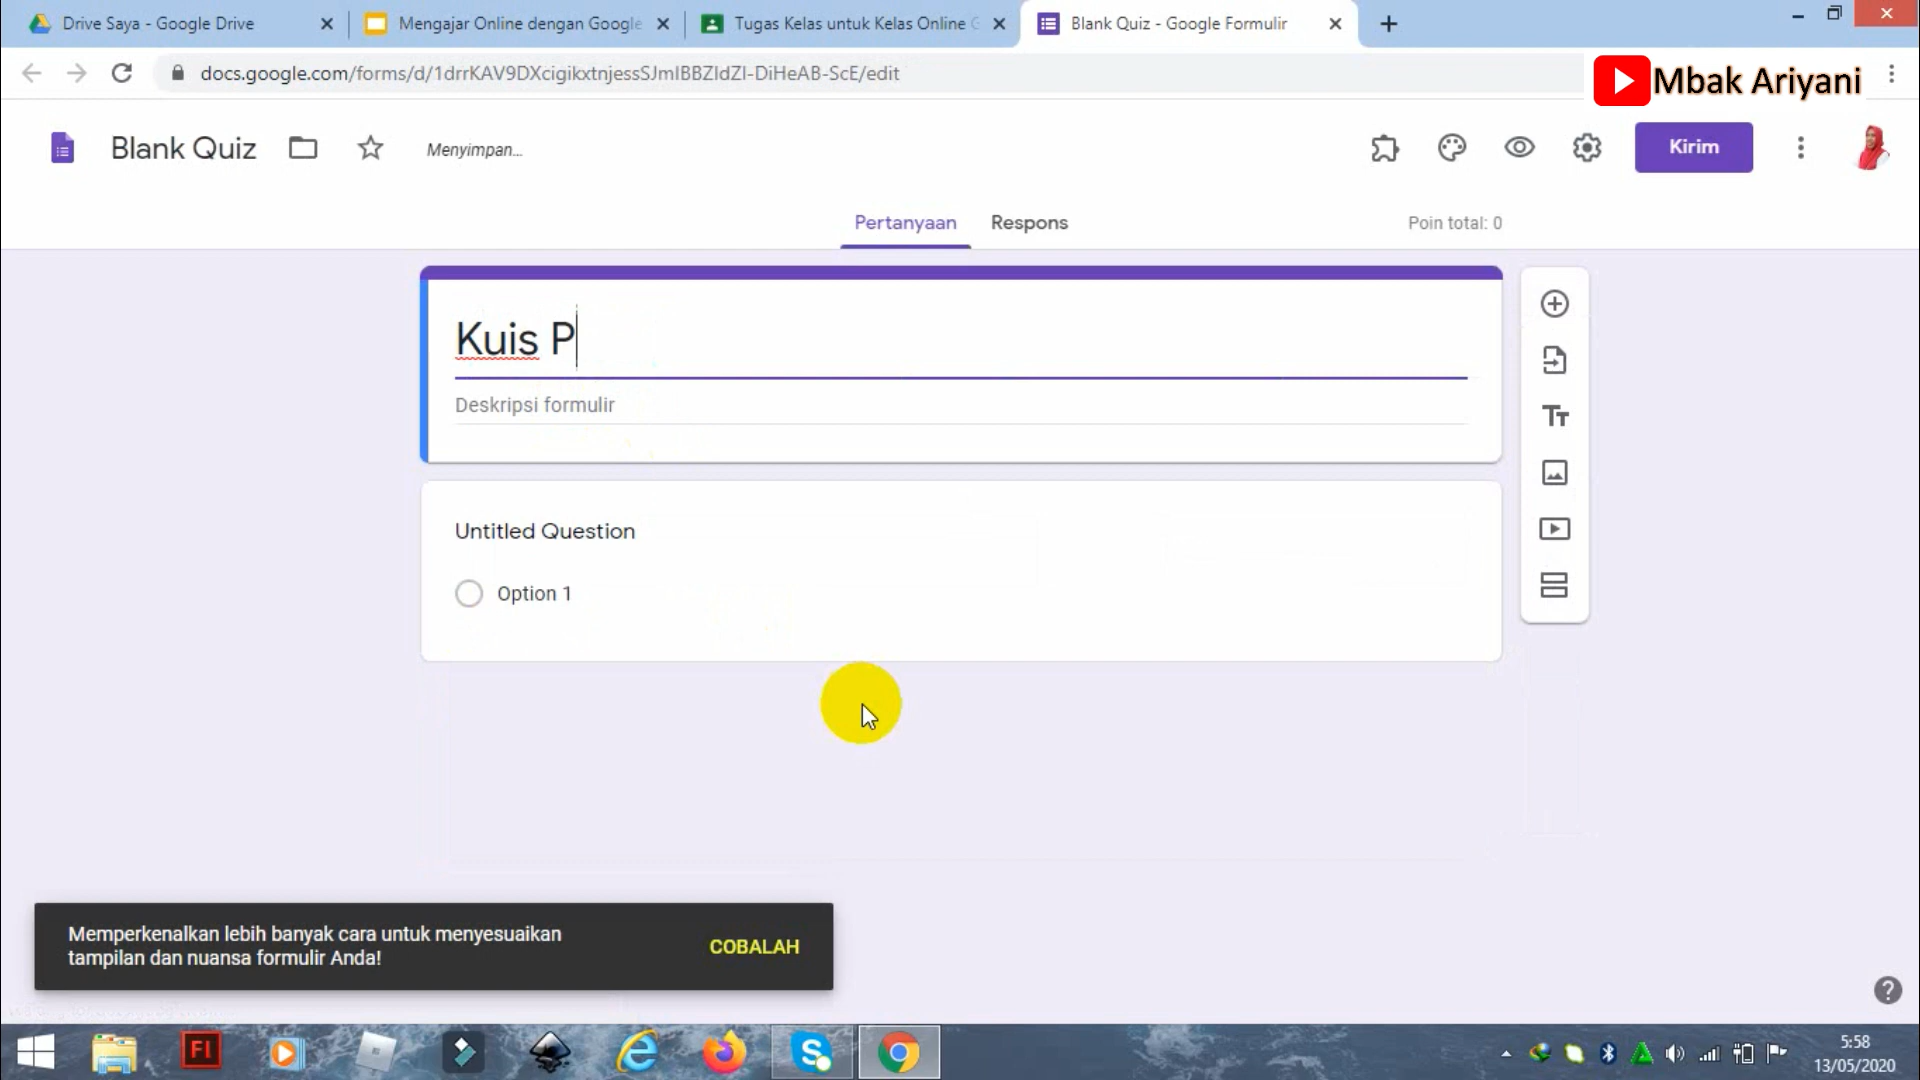 Drive Saya - Google Drive
Mengajar Online dengan Google
Tugas Kelas untuk Kelas Online
Blank Quiz - Google Formulir
docs.google.com/forms/d/1drrKAV9DXcigikxtnjessSJmIBBZIdZI-DiHeAB-ScE/edit
Mbak Ariyani
Blank Quiz
Menyimpan...
Kirim
Pertanyaan
Respons
Poin total: 0
Kuis P
Deskripsi formulir
Untitled Question
Option 1
Memperkenalkan lebih banyak cara untuk menyesuaikan
tampilan dan nuansa formulir Anda!
COBALAH
Fl
5:58
13/05/2020